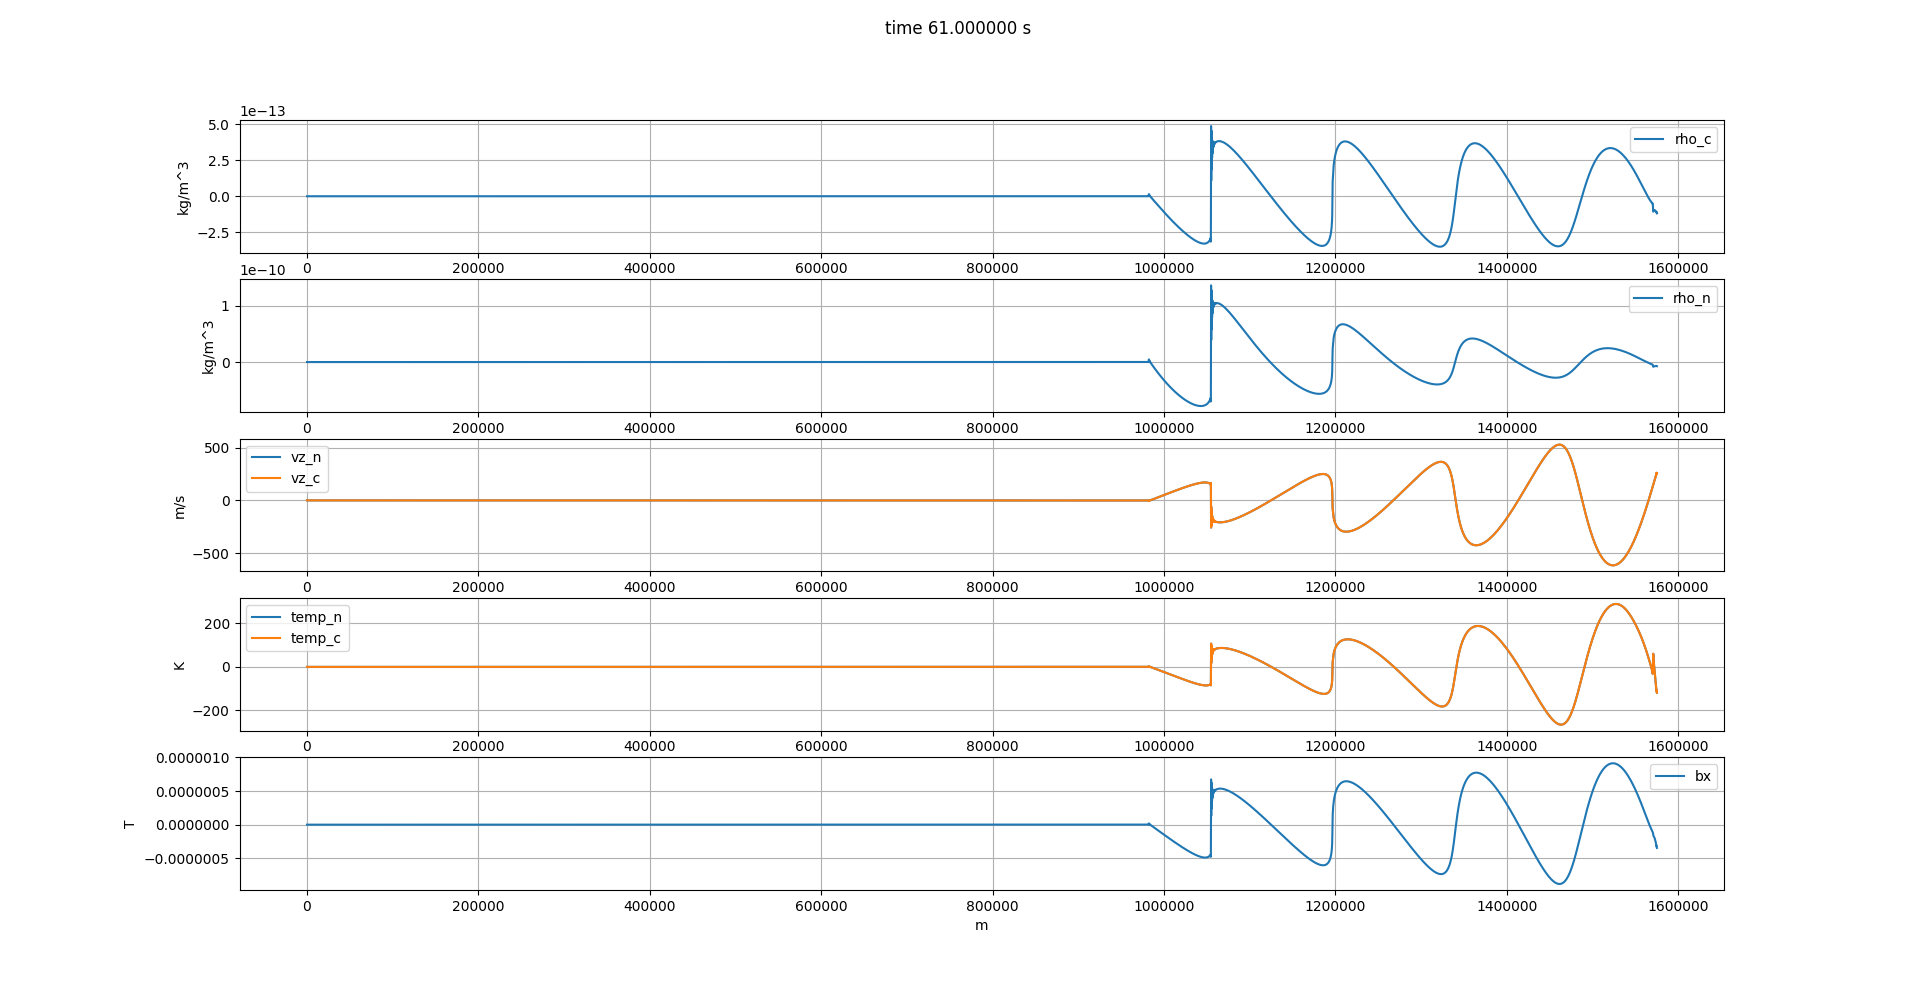 time 61.000000 s
1e−13
5.0
2.5
0.0
−2.5
kg/m^3
rho_c
0 200000 400000 600000 800000 1000000 1200000 1400000 1600000
1e−10
1
0
kg/m^3
rho_n
0 200000 400000 600000 800000 1000000 1200000 1400000 1600000
500
0
−500
m/s
vz_n
vz_c
0 200000 400000 600000 800000 1000000 1200000 1400000 1600000
200
0
−200
K
temp_n
temp_c
0 200000 400000 600000 800000 1000000 1200000 1400000 1600000
0.0000010
0.0000005
0.0000000
−0.0000005
T
bx
0 200000 400000 600000 800000 1000000 1200000 1400000 1600000
m